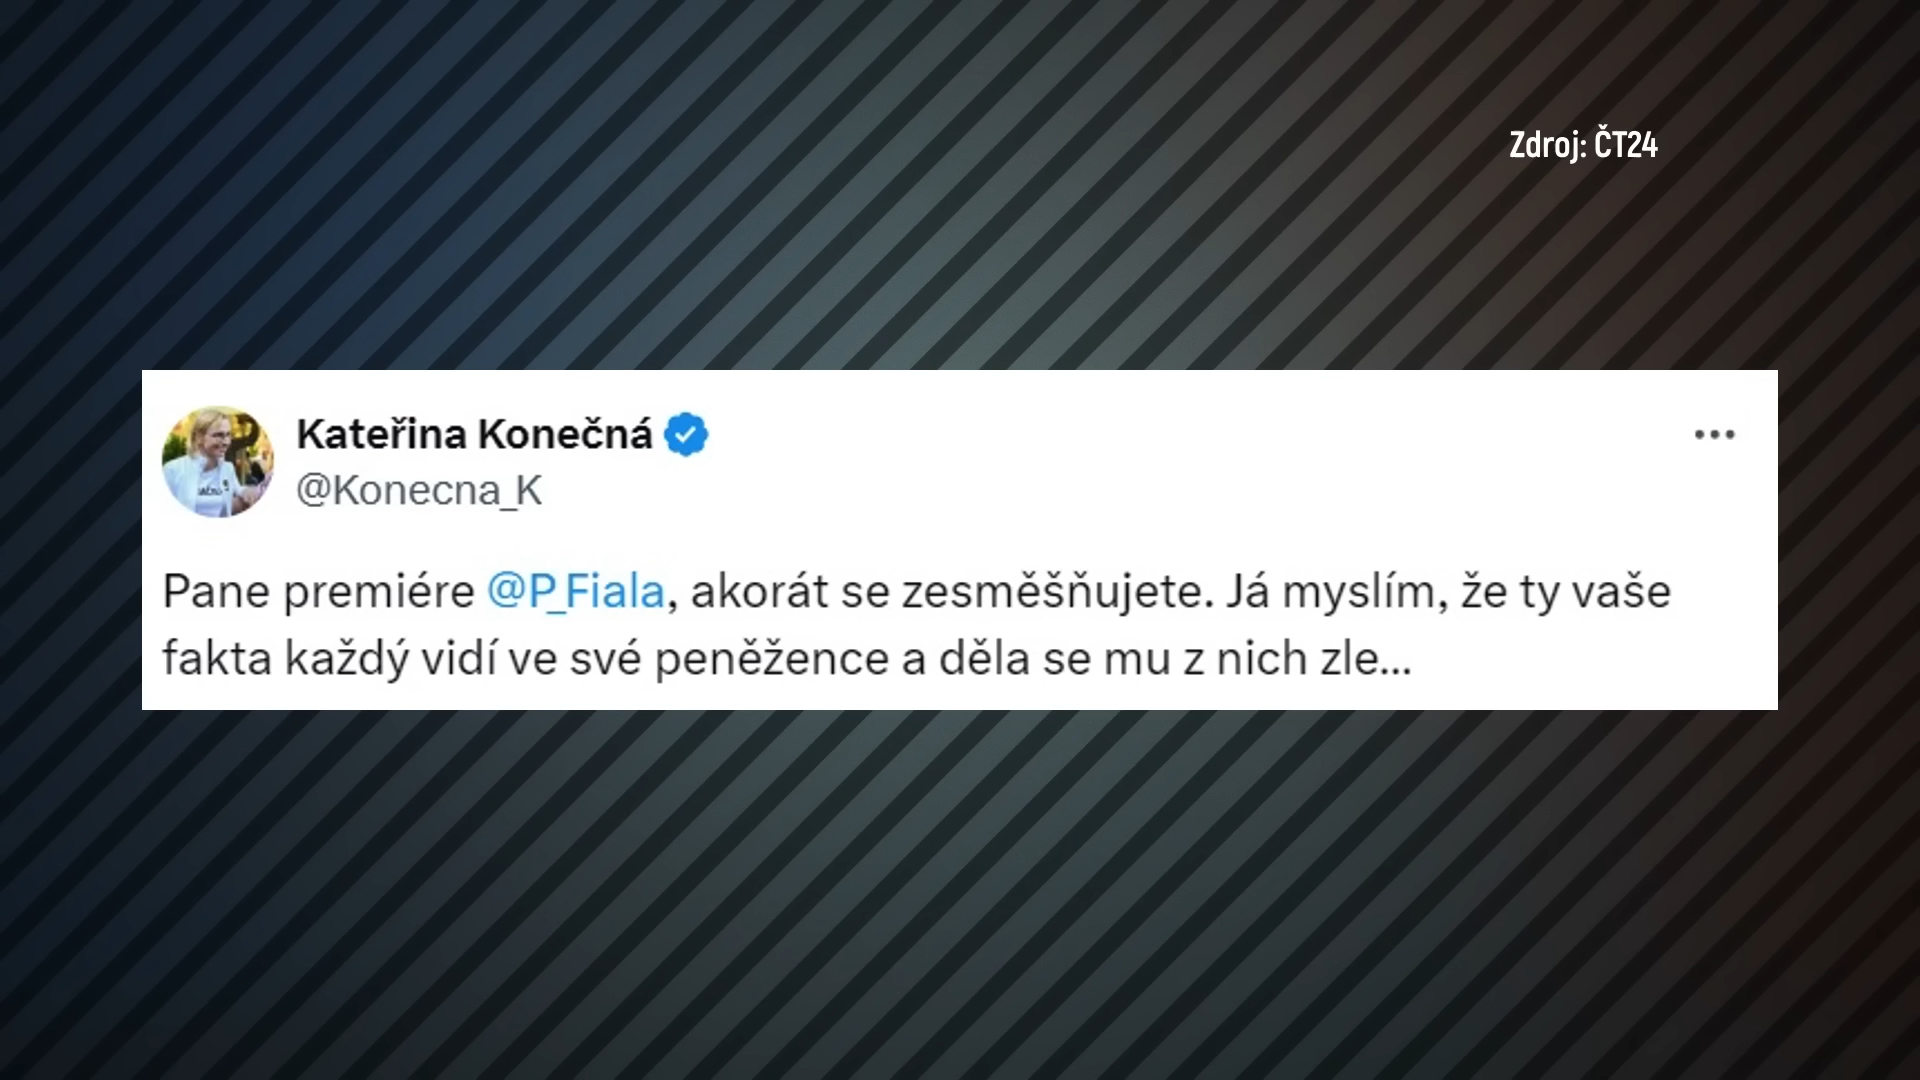 Zdroj: ČT24
Kateřina Konečná
@Konecna_K
Pane premiére @P_Fiala, akorát se zesměšňujete. Já myslím, že ty vaše
fakta každý vidí ve své peněžence a děla se mu z nich zle...